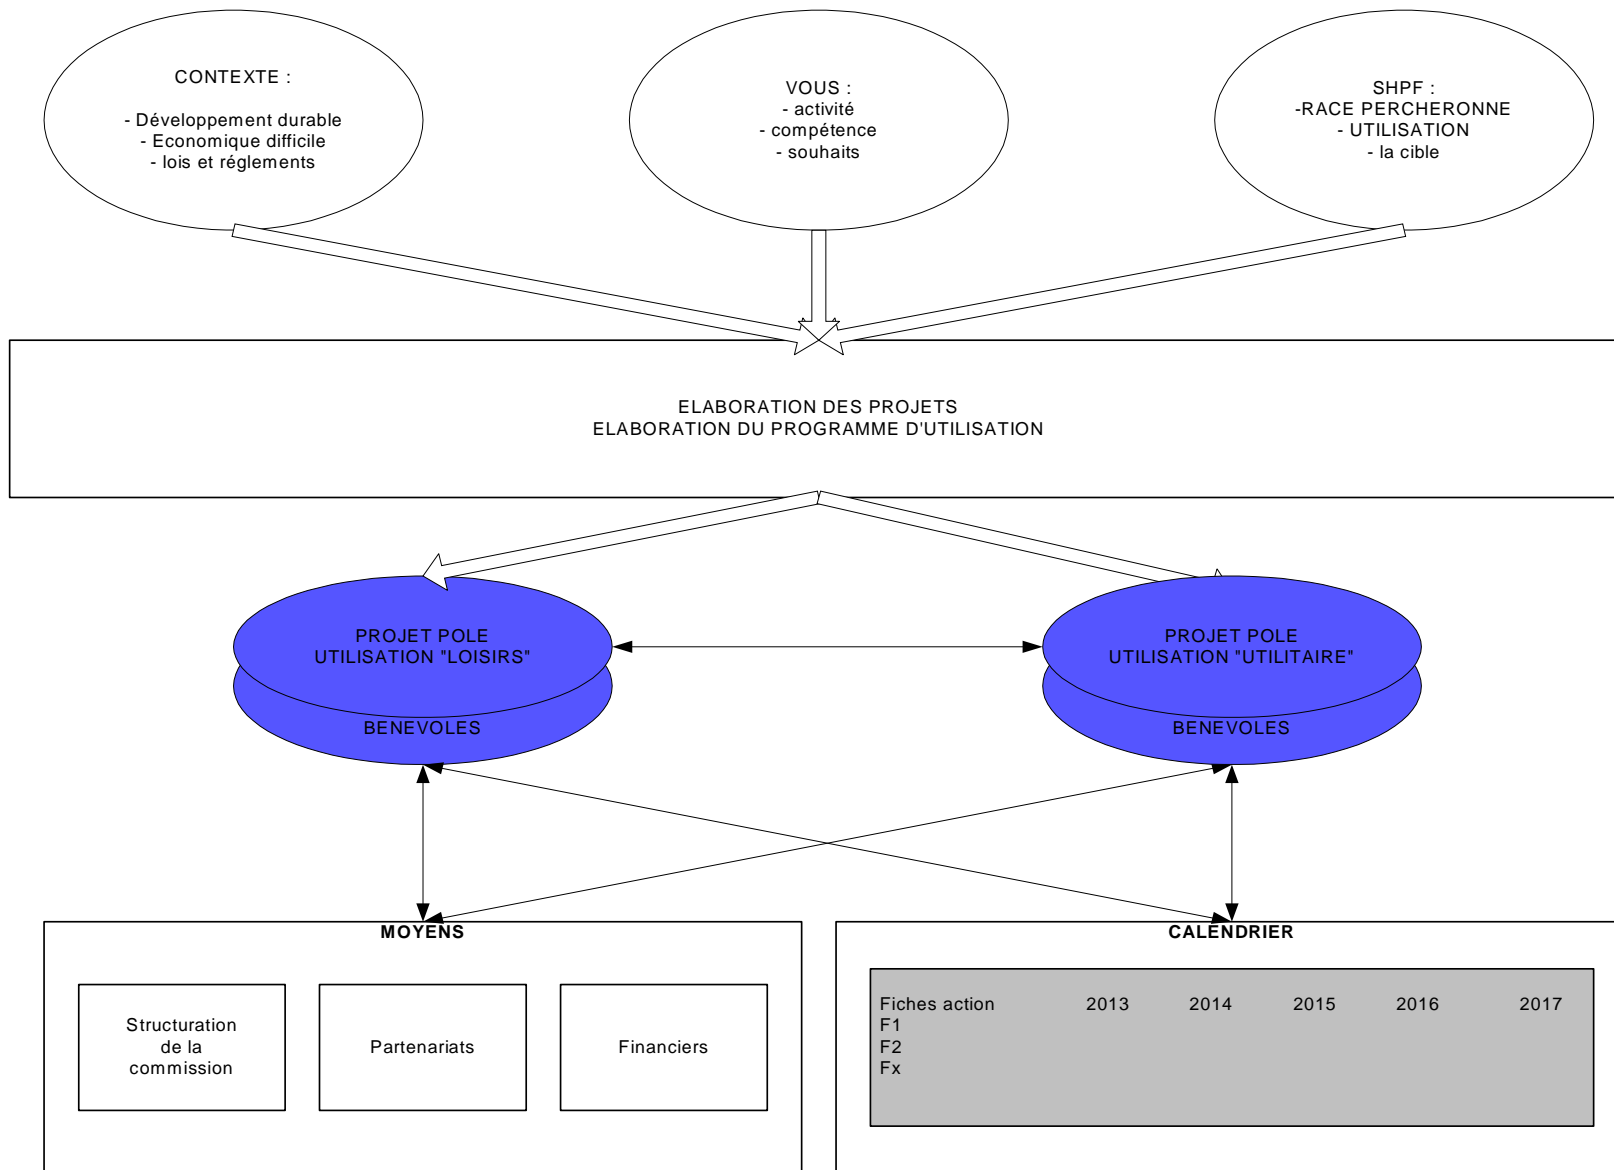 CONTEXTE :
- Développement durable
- Economique difficile
- lois et réglements
VOUS :
- activité
- compétence
- souhaits
SHPF :
-RACE PERCHERONNE
- UTILISATION
- la cible
ELABORATION DES PROJETS
ELABORATION DU PROGRAMME D'UTILISATION
PROJET POLE
UTILISATION "LOISIRS"
BENEVOLES
PROJET POLE
UTILISATION "UTILITAIRE"
BENEVOLES
MOYENS
Structuration
de la
commission
Partenariats
Financiers
CALENDRIER
Fiches action 2013 2014 2015 2016 2017
F1
F2
Fx